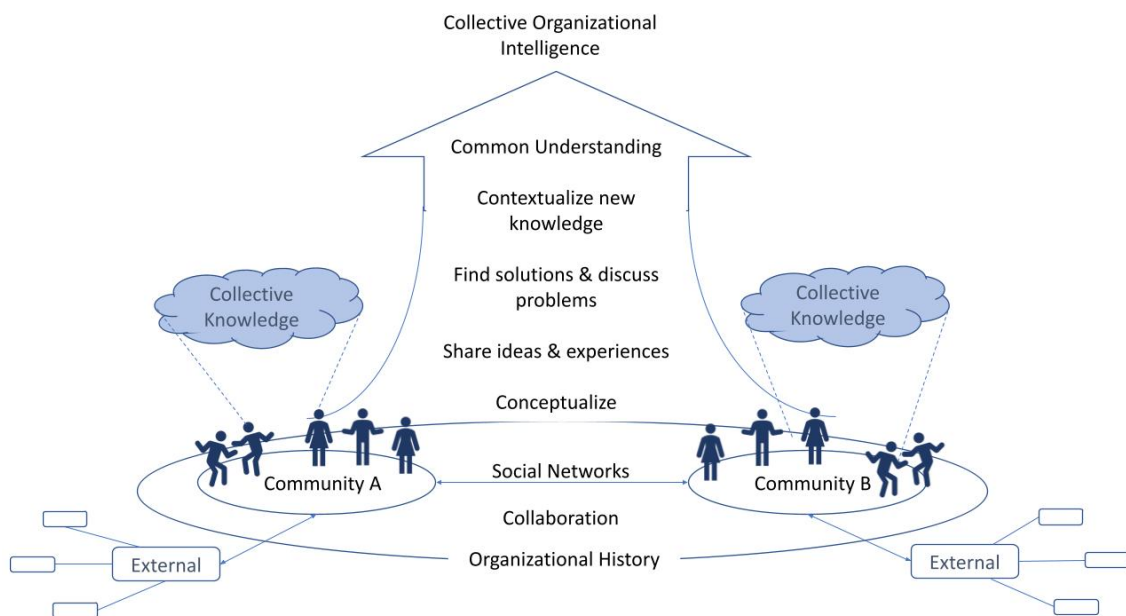 Collective Organizational
Intelligence
Common Understanding
Contextualize new
knowledge
Collective
Knowledge
Find solutions & discuss
problems
Collective
Knowledge
Share ideas & experiences
Conceptualize
Community A
Social Networks
Community B
Collaboration
External
Organizational History
External